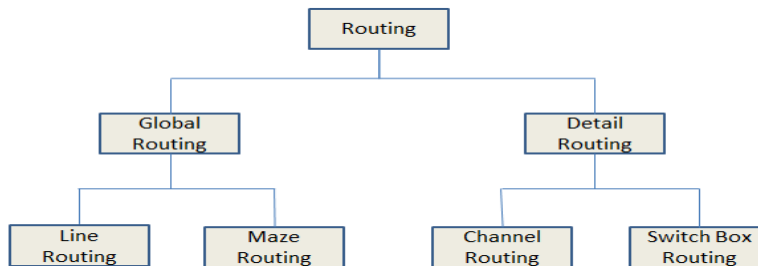 Routing
Global
Routing
Detail
Routing
Line
Routing
Maze
Routing
Channel
Routing
Switch Box
Routing